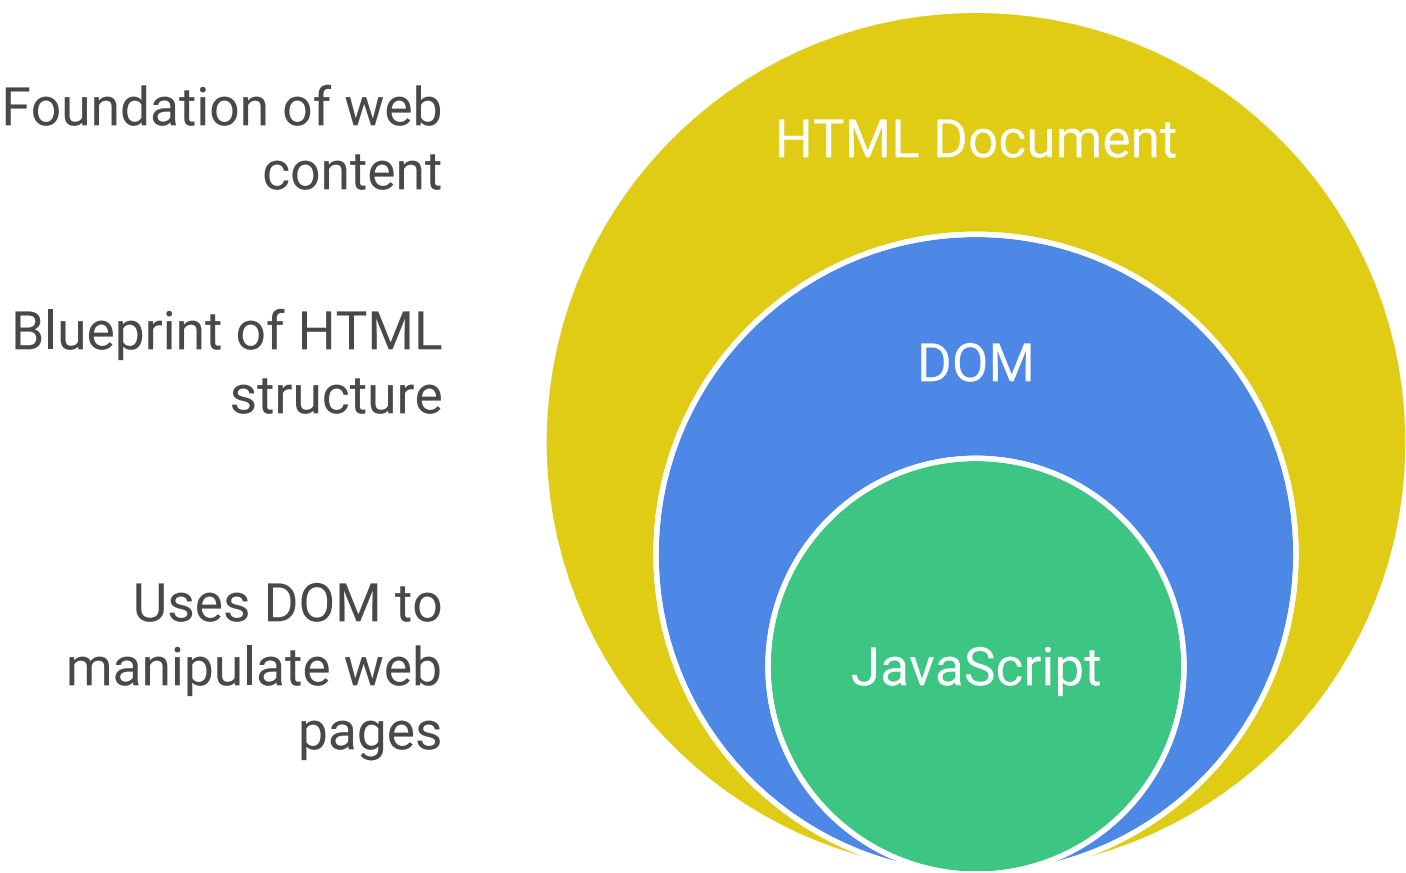 Foundation of web
content
HTML Document
Blueprint of HTML
structure
DOM
Uses DOM to
manipulate web
pages
JavaScript